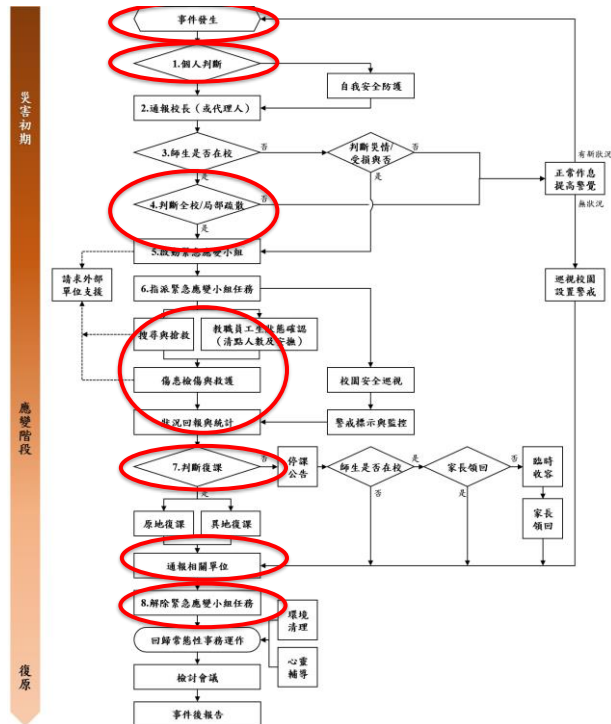 事件發生
1.個人判斷
自我安全防護
2.通報校長（或代理人）
災害初期
3.師生是否在校
否
判斷災情/
受損與否
否
有新狀況
正常作息
提高警覺
無狀況
是
是
4.判斷全校/局部疏散
否
是
5.啟動緊急應變小組
請求外部
單位支援
6.指派緊急應變小組任務
巡視校園
設置警戒
搜尋與搶救
教職員工生狀態確認
（清點人數及安撫）
傷患檢傷與救護
校園安全巡視
應變階段
狀況回報與統計
警戒標示與監控
7.判斷復課
否
停課
公告
師生是否在校
是
家長領回
否
臨時
收容
是
否
是
原地復課
異地復課
家長
領回
通報相關單位
8.解除緊急應變小組任務
環境
清理
回歸常態性事務運作
心靈
輔導
復原
檢討會議
事件後報告